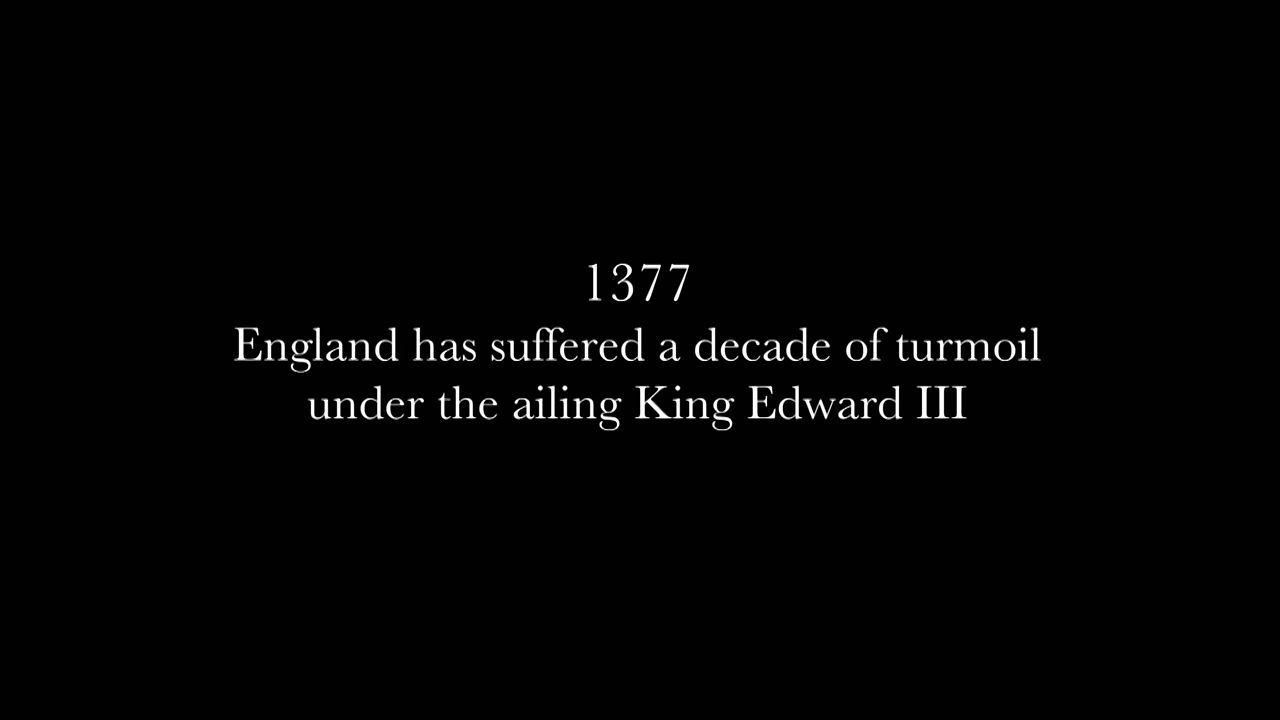 1377
England has suffered a decade of turmoil
under the ailing King Edward III